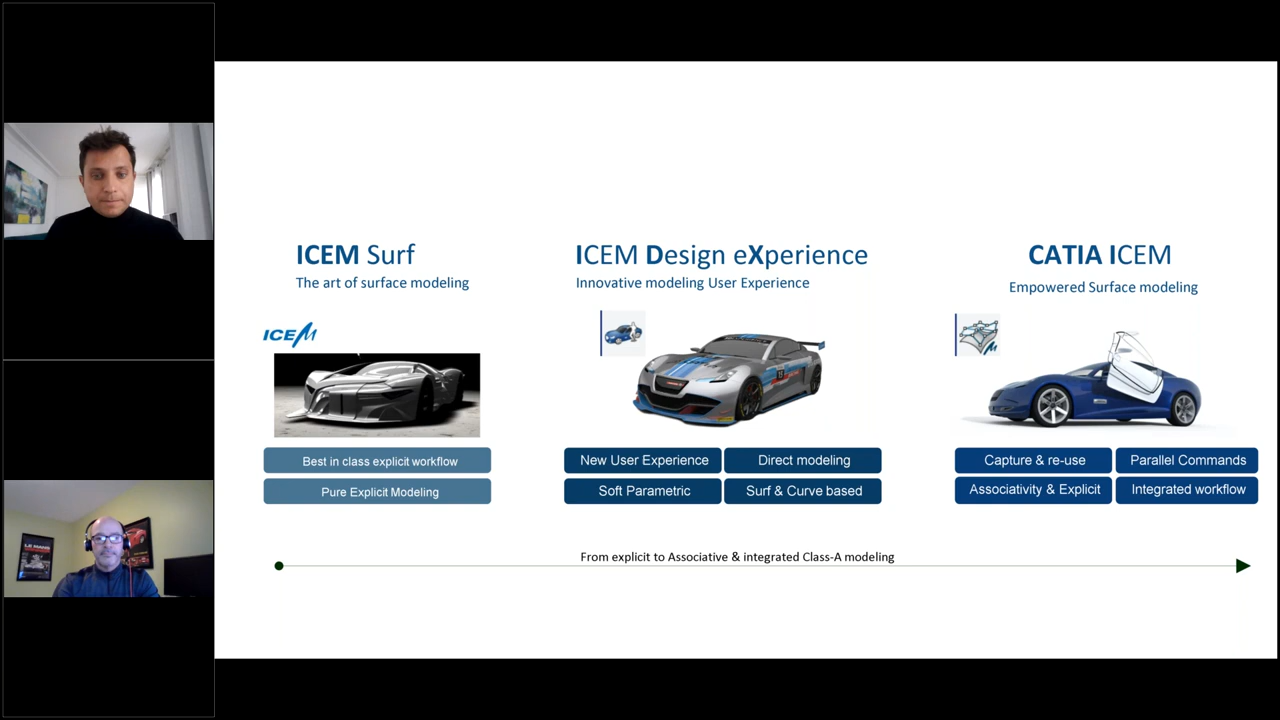 ICEM Surf
The art of surface modeling
ICEM
Best in class explicit workflow
Pure Explicit Modeling
ICEM Design eXperience
Innovative modeling User Experience
New User Experience
Direct modeling
Soft Parametric
Surf & Curve based
CATIA ICEM
Empowered Surface modeling
Capture & re-use
Parallel Commands
Associativity & Explicit
Integrated workflow
From explicit to Associative & integrated Class-A modeling
LE MANS